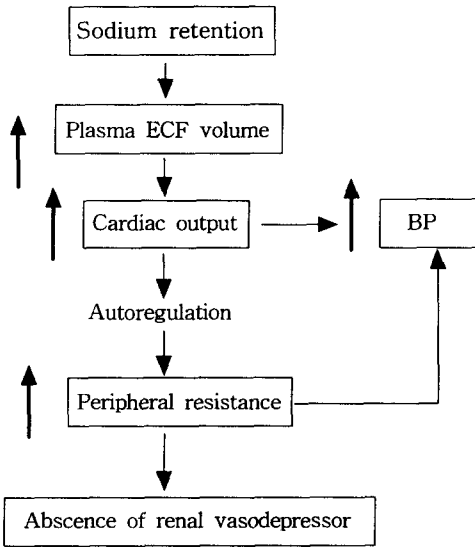 Sodium retention
Plasma ECF volume
Cardiac output
BP
Autoregulation
Peripheral resistance
Abscence of renal vasodepressor